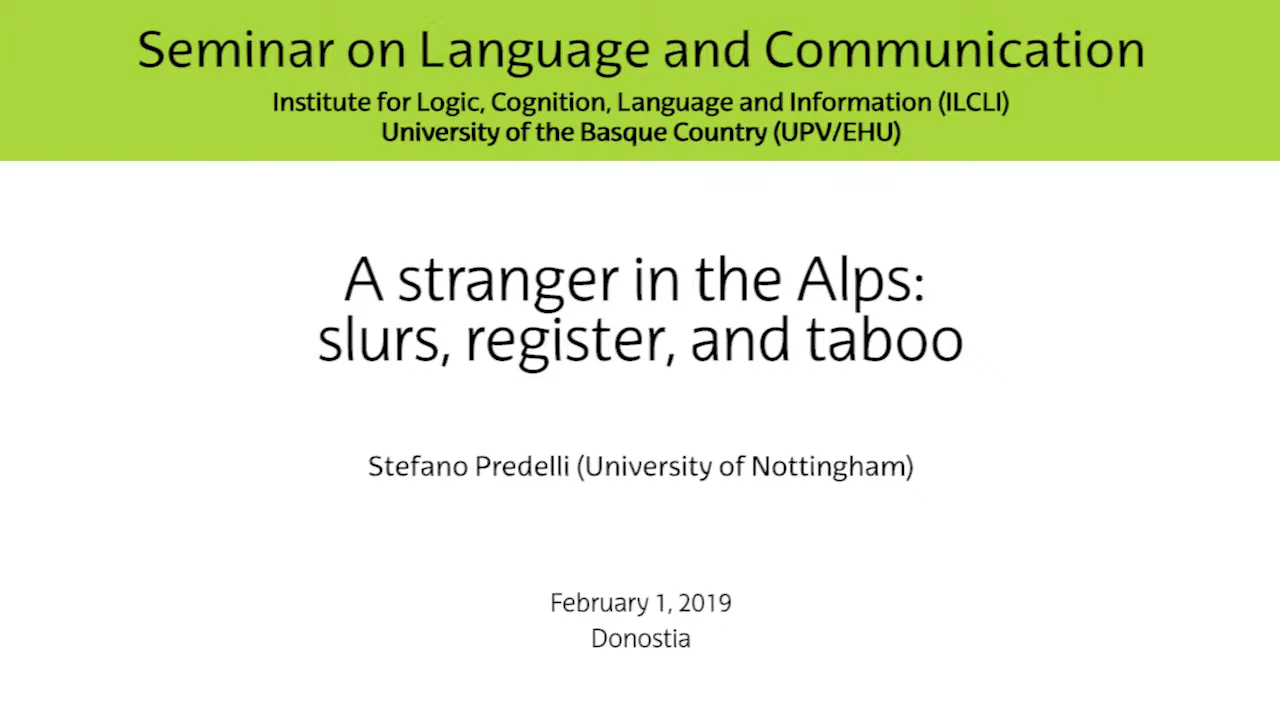 Seminar on Language and Communication
Institute for Logic, Cognition, Language and Information (ILCLI)
University of the Basque Country (UPV/EHU)
A stranger in the Alps:
slurs, register, and taboo
Stefano Predelli (University of Nottingham)
February 1, 2019
Donostia